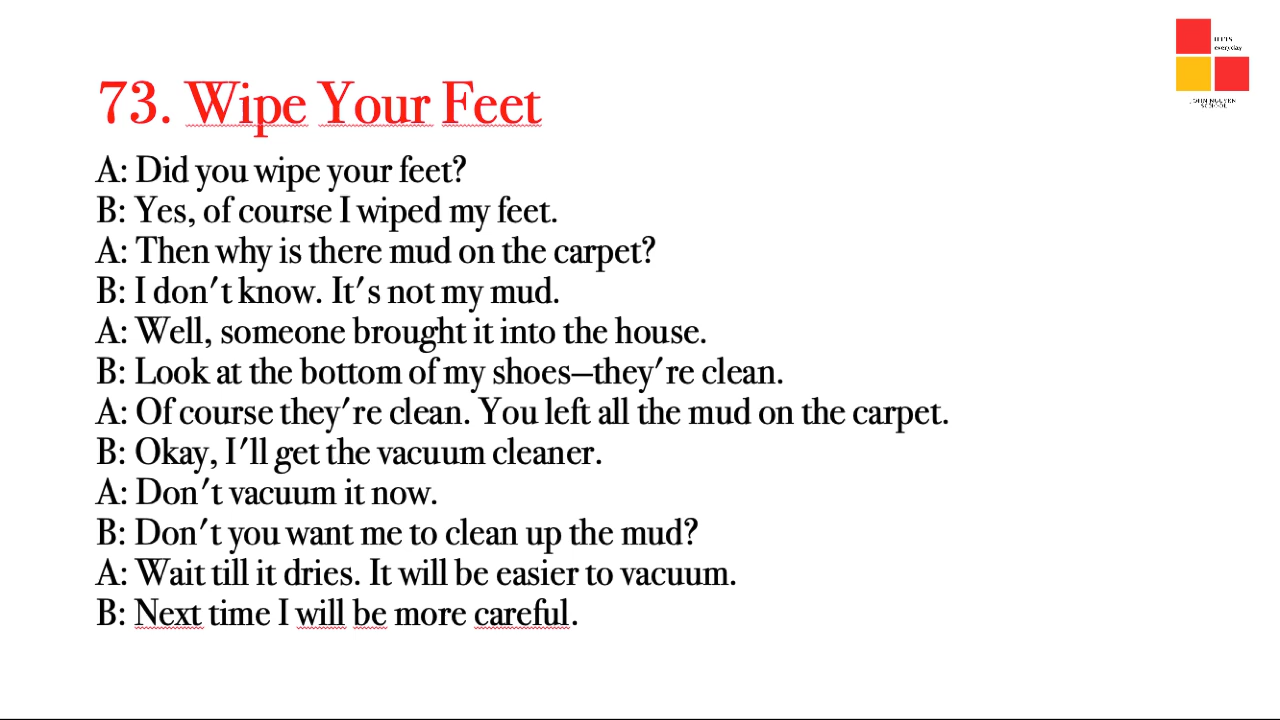 73. Wipe Your Feet
A: Did you wipe your feet?
B: Yes, of course I wiped my feet.
A: Then why is there mud on the carpet?
B: I don't know. It's not my mud.
A: Well, someone brought it into the house.
B: Look at the bottom of my shoes—they're clean.
A: Of course they're clean. You left all the mud on the carpet.
B: Okay, I'll get the vacuum cleaner.
A: Don't vacuum it now.
B: Don't you want me to clean up the mud?
A: Wait till it dries. It will be easier to vacuum.
B: Next time I will be more careful.
everyday
SCHOOL